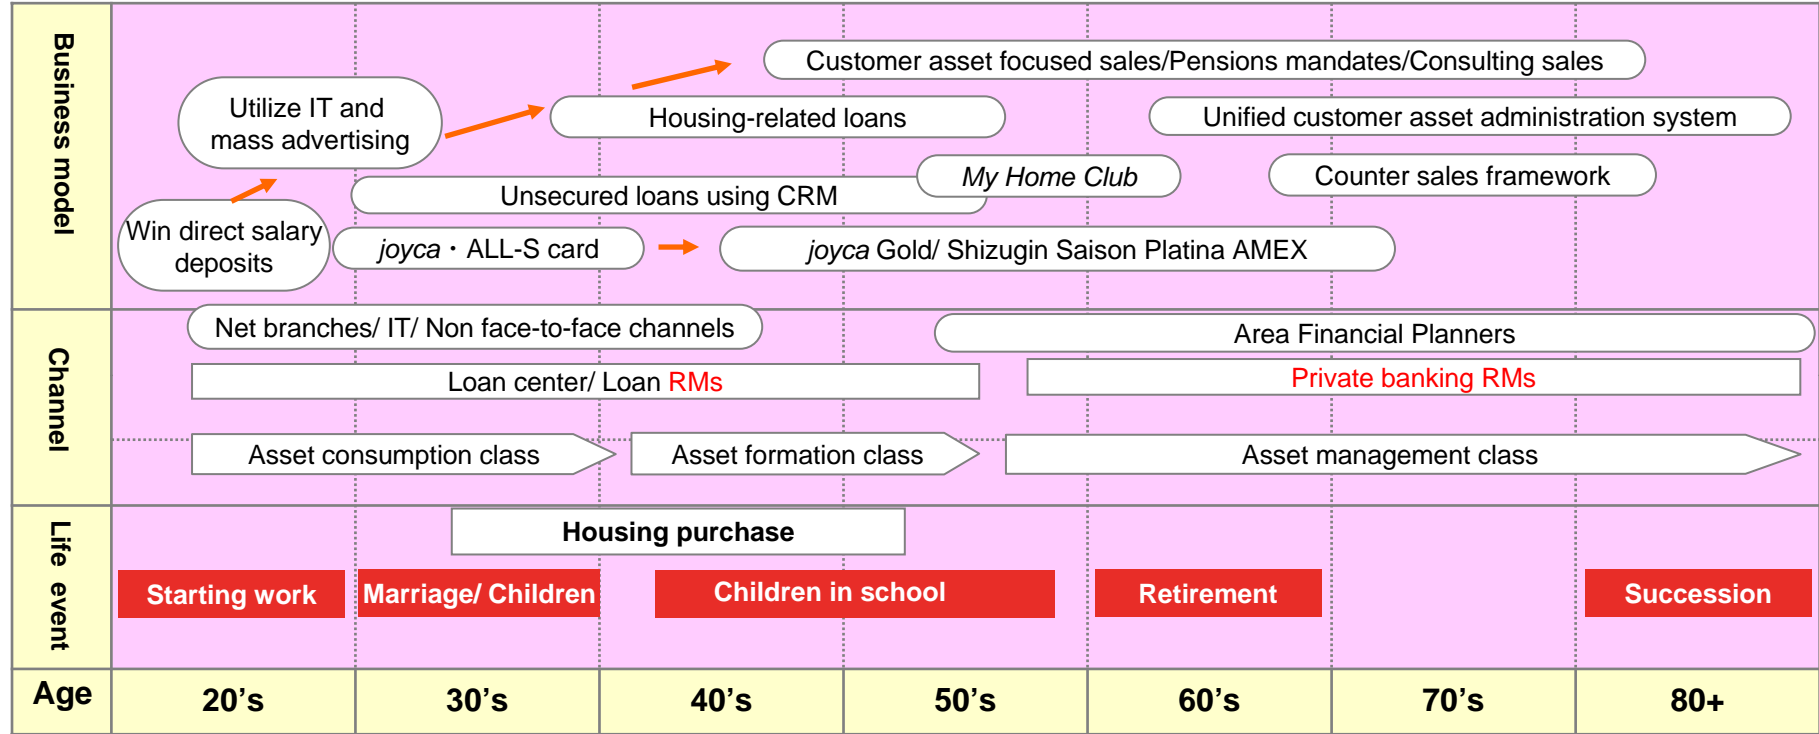 Business model
Customer asset focused sales/Pensions mandates/Consulting sales
Utilize IT and
mass advertising
Housing-related loans
Unified customer asset administration system
Unsecured loans using CRM
My Home Club
Counter sales framework
Win direct salary
deposits
joyca・ALL-S card
joyca Gold/ Shizugin Saison Platina AMEX
Channel
Net branches/ IT/ Non face-to-face channels
Area Financial Planners
Loan center/ Loan RMs
Private banking RMs
Asset consumption class
Asset formation class
Asset management class
Life event
Housing purchase
Starting work
Marriage/ Children
Children in school
Retirement
Succession
Age
20’s
30’s
40’s
50’s
60’s
70’s
80+